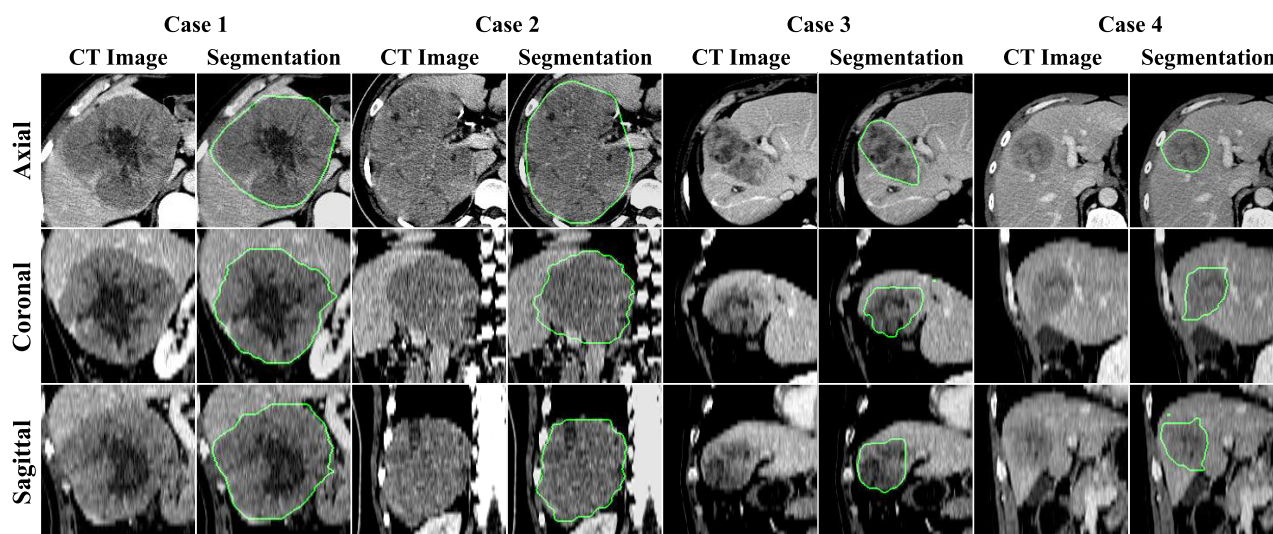 Case 1 Case 2 Case 3 Case 4
CT Image Segmentation CT Image Segmentation CT Image Segmentation CT Image Segmentation
Axial
Coronal
Sagittal